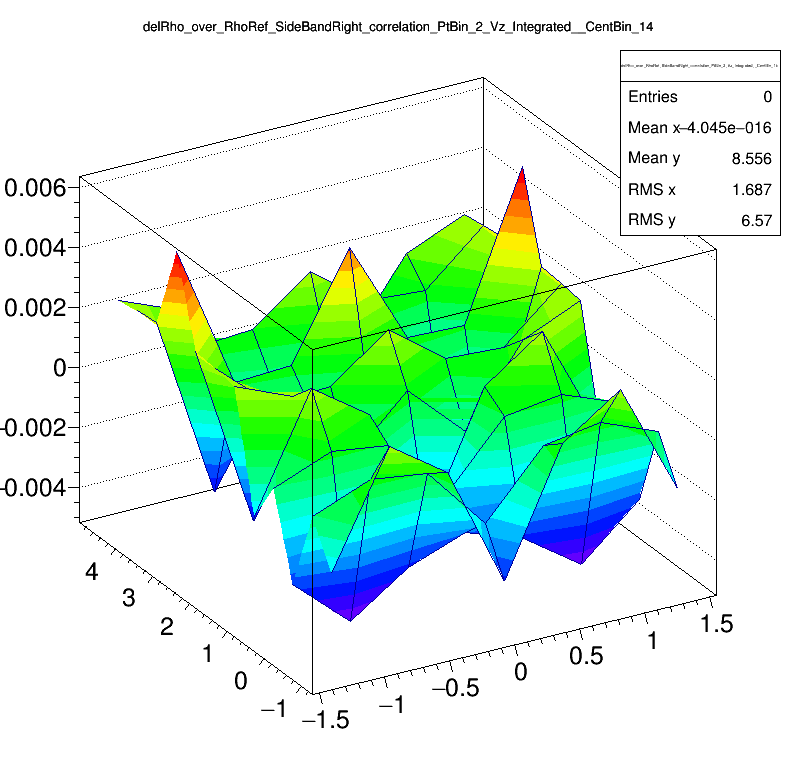 delRho_over_RhoRef_SideBandRight_correlation_PtBin_2_Vz_Integrated__CentBin_14
delRho_over_RhoRef_SideBandRight_correlation_PtBin_2_Vz_Integrated__CentBin_14
Entries 0
Mean x−4.045e−016
Mean y 8.556
RMS x 1.687
RMS y 6.57
0.006
0.004
0.002
0
−0.002
−0.004
4
3
2
1
0
−1
−1.5
−1
−0.5
0
0.5
1
1.5